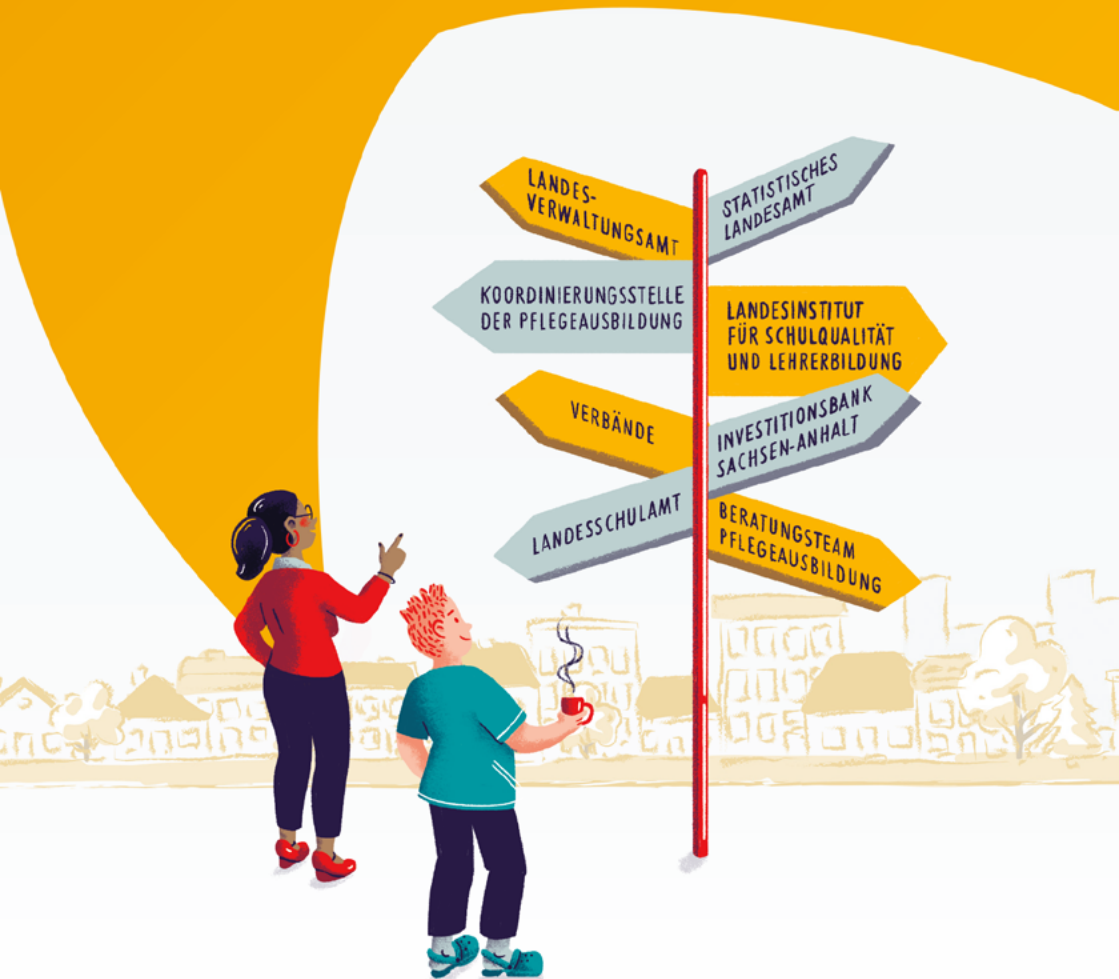 LANDES-
VERWALTUNGSAMT
STATISTISCHES
LANDESAMT
KOORDINIERUNGSSTELLE
DER PFLEGEAUSBILDUNG
LANDESINSTITUT
FÜR SCHULQUALITÄT
UND LEHRERBILDUNG
VERBÄNDE
INVESTITIONSBANK
SACHSEN-ANHALT
LANDESSCHULAMT
BERATUNGSTEAM
PFLEGEAUSBILDUNG